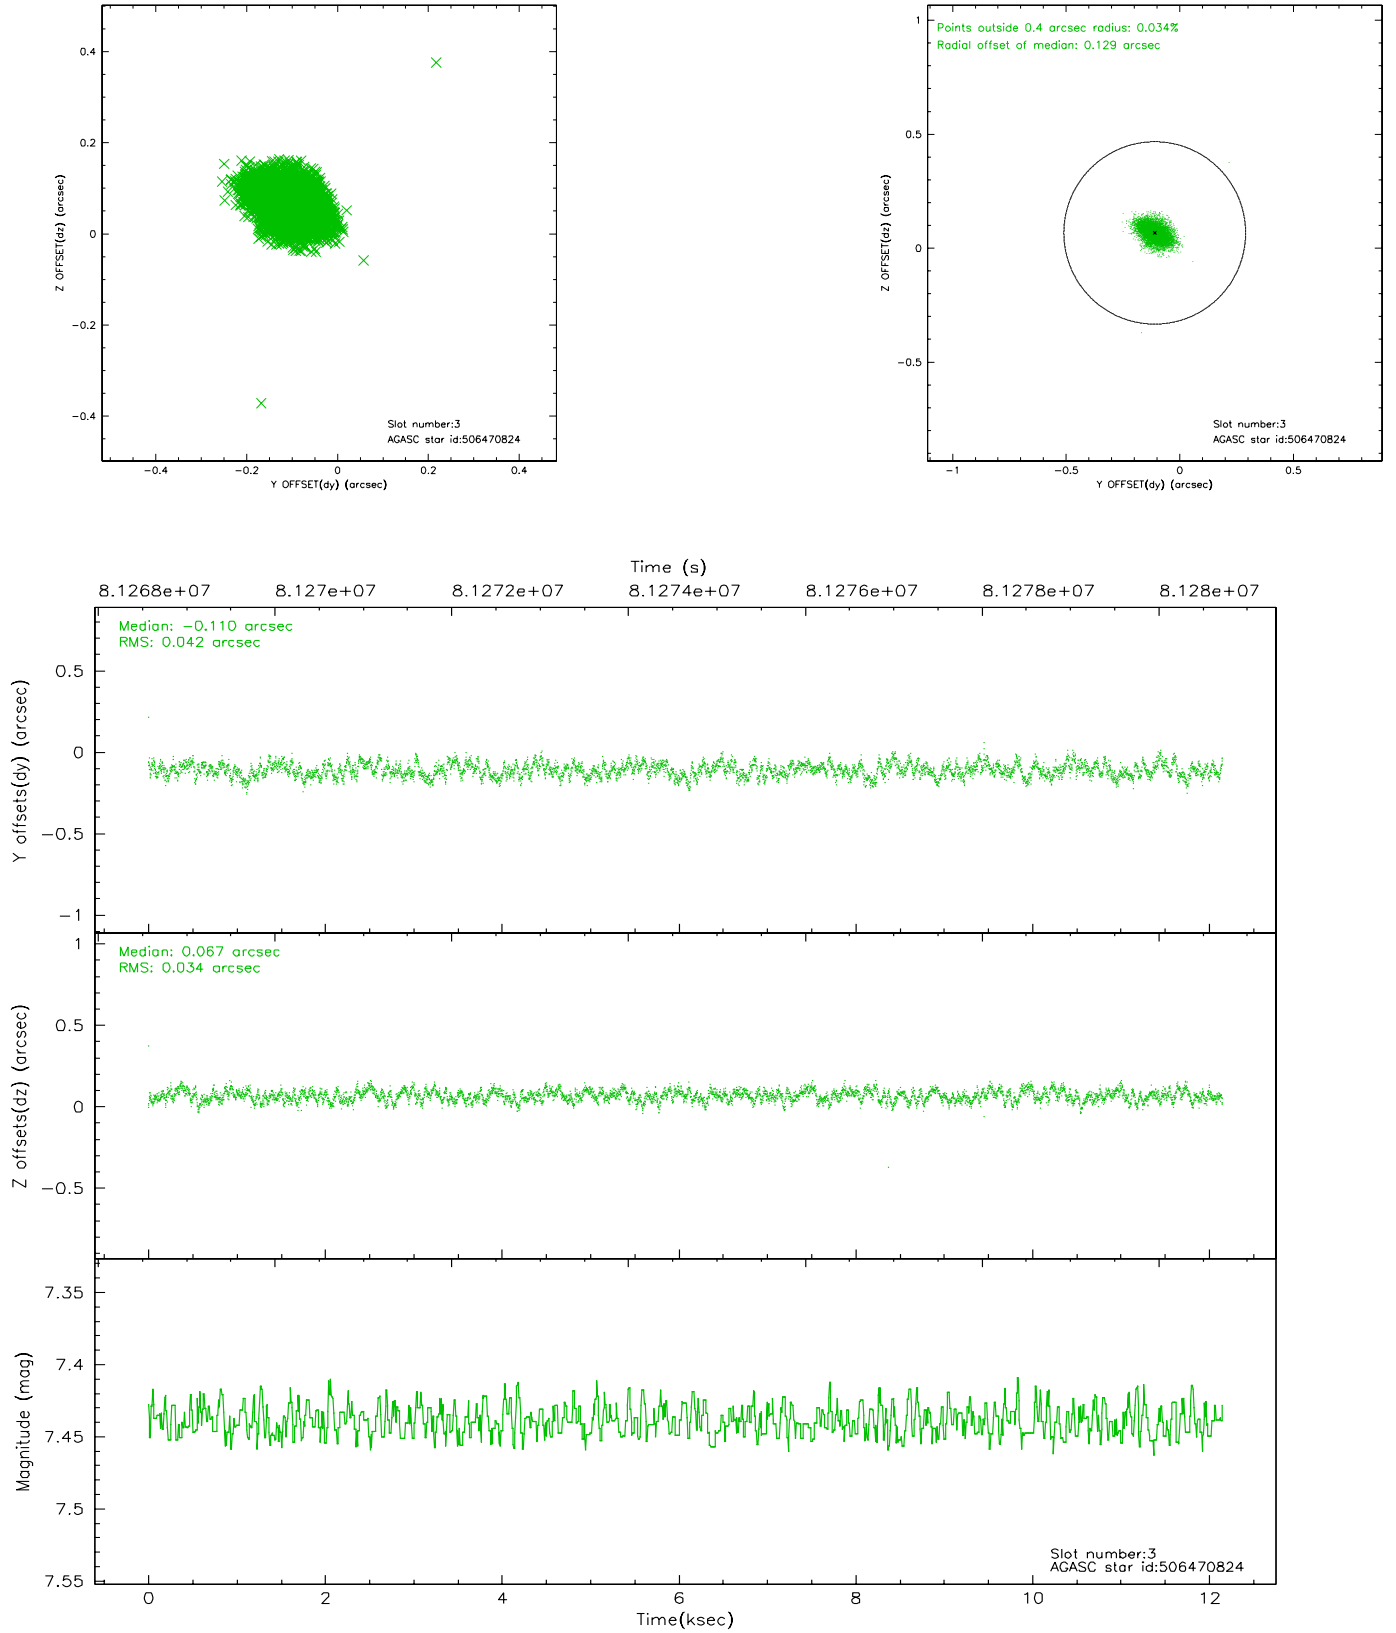 0.4
0.2
0
−0.2
−0.4
Z OFFSET(dz) (arcsec)
Slot number:3
AGASC star id:506470824
−0.4 −0.2 0 0.2 0.4
Y OFFSET(dy) (arcsec)
Points outside 0.4 arcsec radius: 0.034%
Radial offset of median: 0.129 arcsec
1
0.5
0
−0.5
Z OFFSET(dz) (arcsec)
Slot number:3
AGASC star id:506470824
−1 −0.5 0 0.5
Y OFFSET(dy) (arcsec)
Time (s)
8.1268e+07 8.127e+07 8.1272e+07 8.1274e+07 8.1276e+07 8.1278e+07 8.128e+07
Median: −0.110 arcsec
RMS: 0.042 arcsec
0.5
0
−0.5
−1
Y offsets(dy) (arcsec)
Median: 0.067 arcsec
RMS: 0.034 arcsec
1
0.5
0
−0.5
Z offsets(dz) (arcsec)
7.35
7.4
7.45
7.5
7.55
Magnitude (mag)
Slot number:3
AGASC star id:506470824
0 2 4 6 8 10 12
Time(ksec)